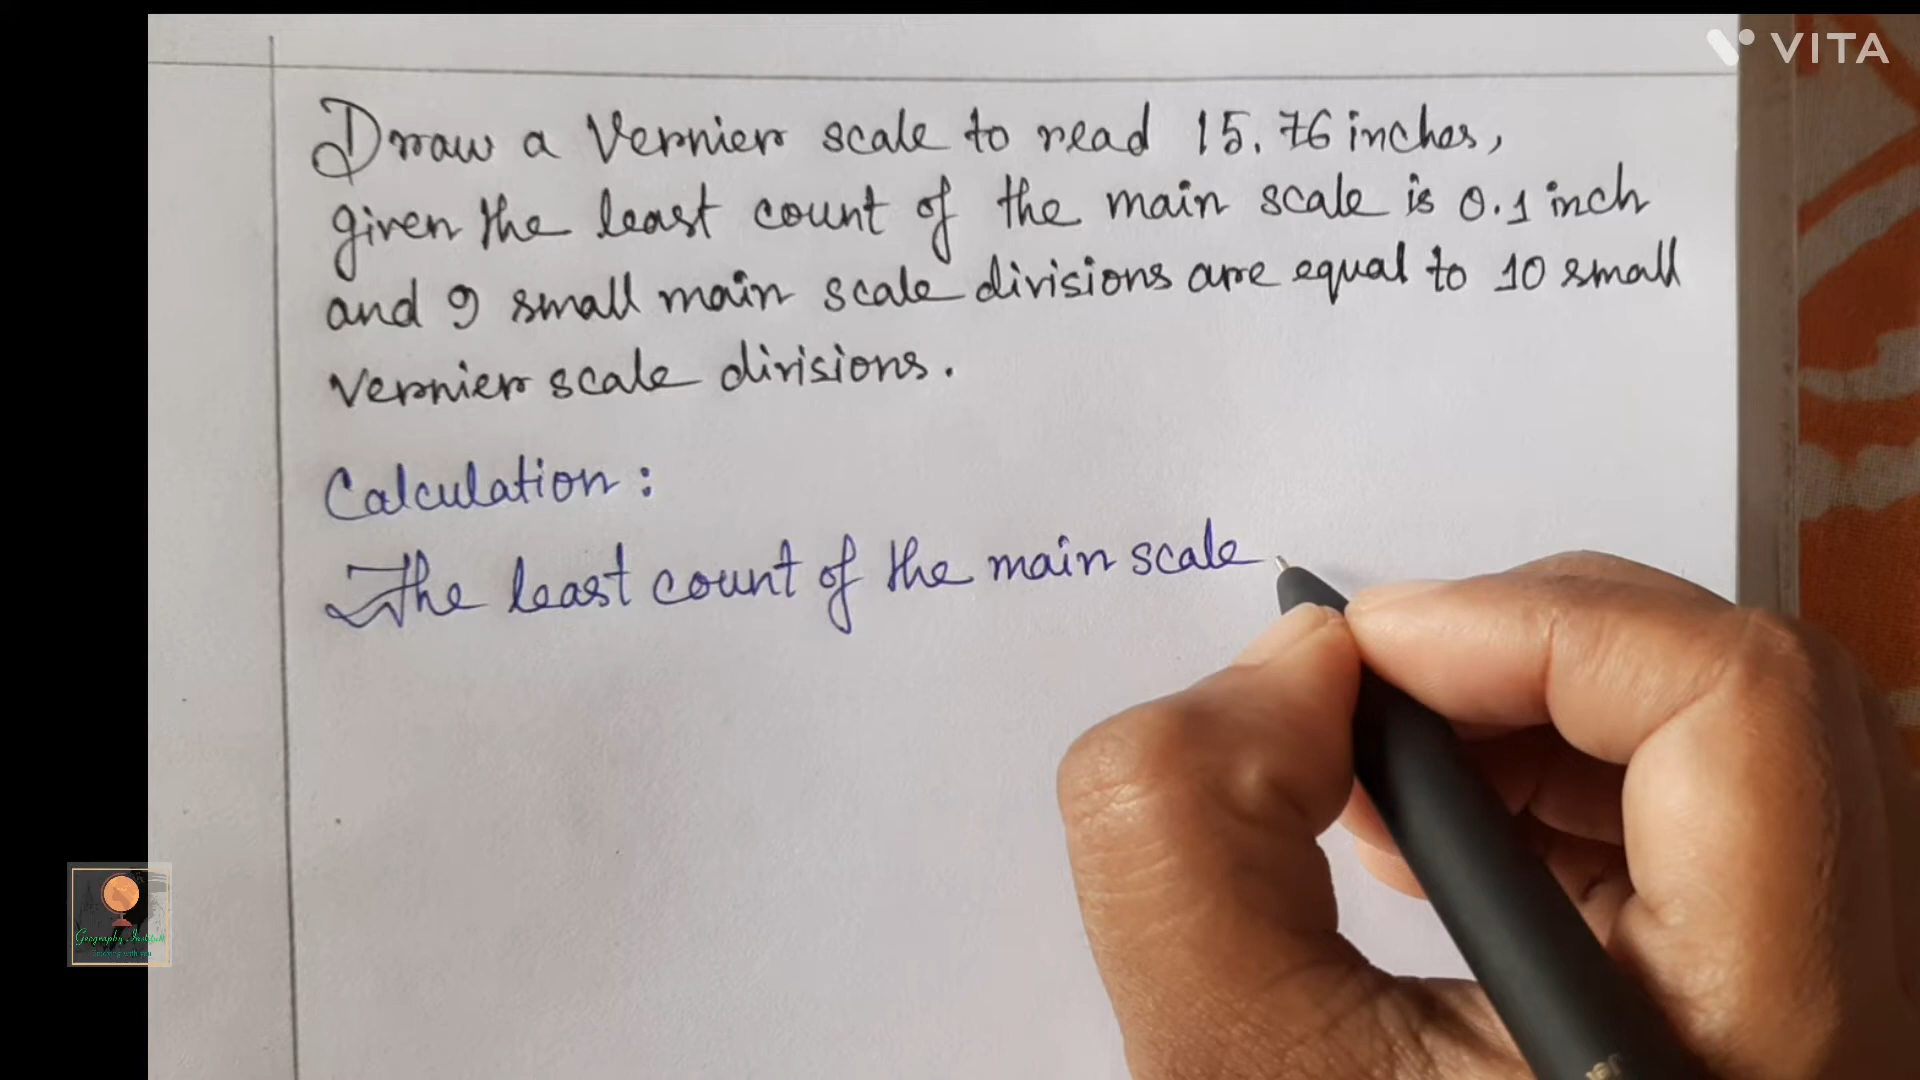 VITA
Draw a Vernier scale to read 15.76 inches,
given the least count of the main scale is 0.1 inch
and 9 small main scale divisions are equal to 10 small
vernier scale divisions.
Calculation:
The least count of the main scale
Geography